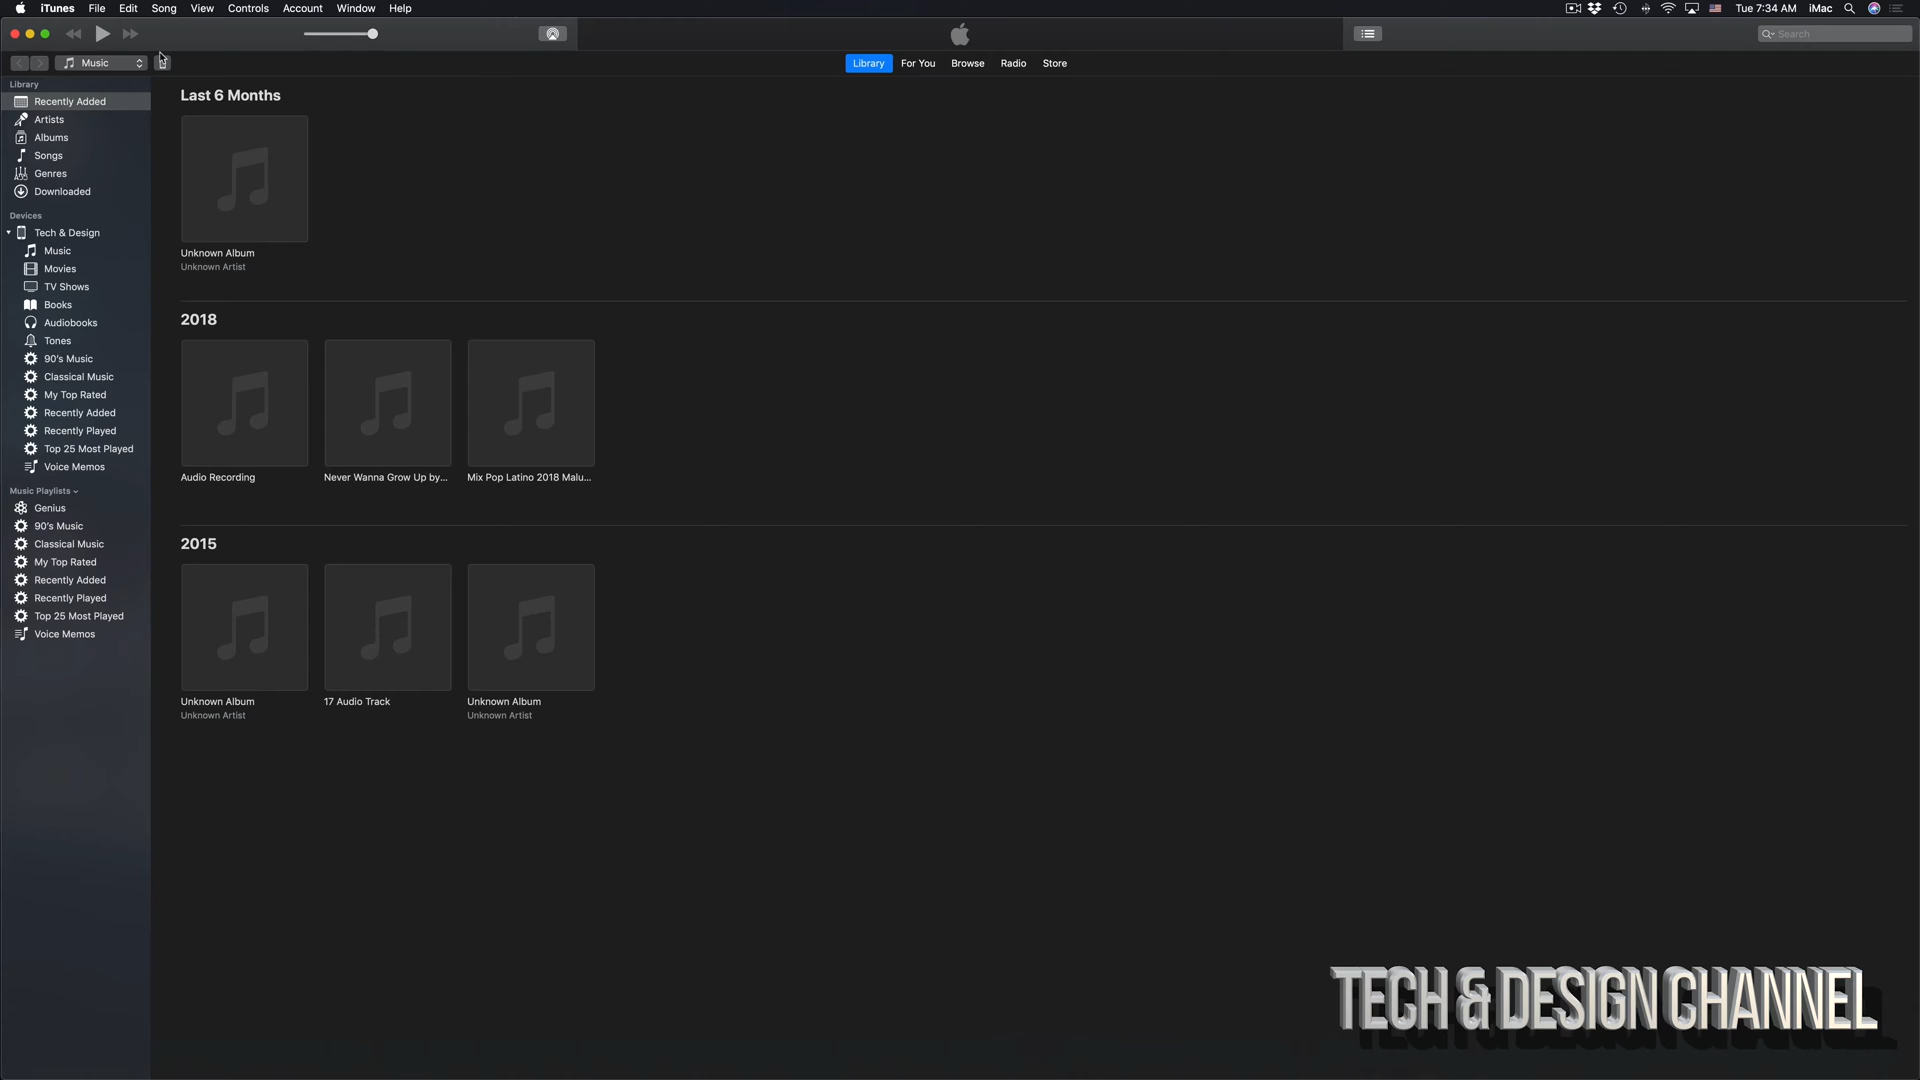 iTunes File Edit Song View Controls Account Window Help
Tue 7:34 AM iMac
Search
Music
Library For You Browse Radio Store
Library
Recently Added
Artists
Albums
Songs
Genres
Downloaded
Devices
Tech & Design
Music
Movies
TV Shows
Books
Audiobooks
Tones
90's Music
Classical Music
My Top Rated
Recently Added
Recently Played
Top 25 Most Played
Voice Memos
Music Playlists
Genius
90's Music
Classical Music
My Top Rated
Recently Added
Recently Played
Top 25 Most Played
Voice Memos
Last 6 Months
Unknown Album
Unknown Artist
2018
Audio Recording
Never Wanna Grow Up by...
Mix Pop Latino 2018 Malu...
2015
Unknown Album
Unknown Artist
17 Audio Track
Unknown Album
Unknown Artist
TECH & DESIGN CHANNEL